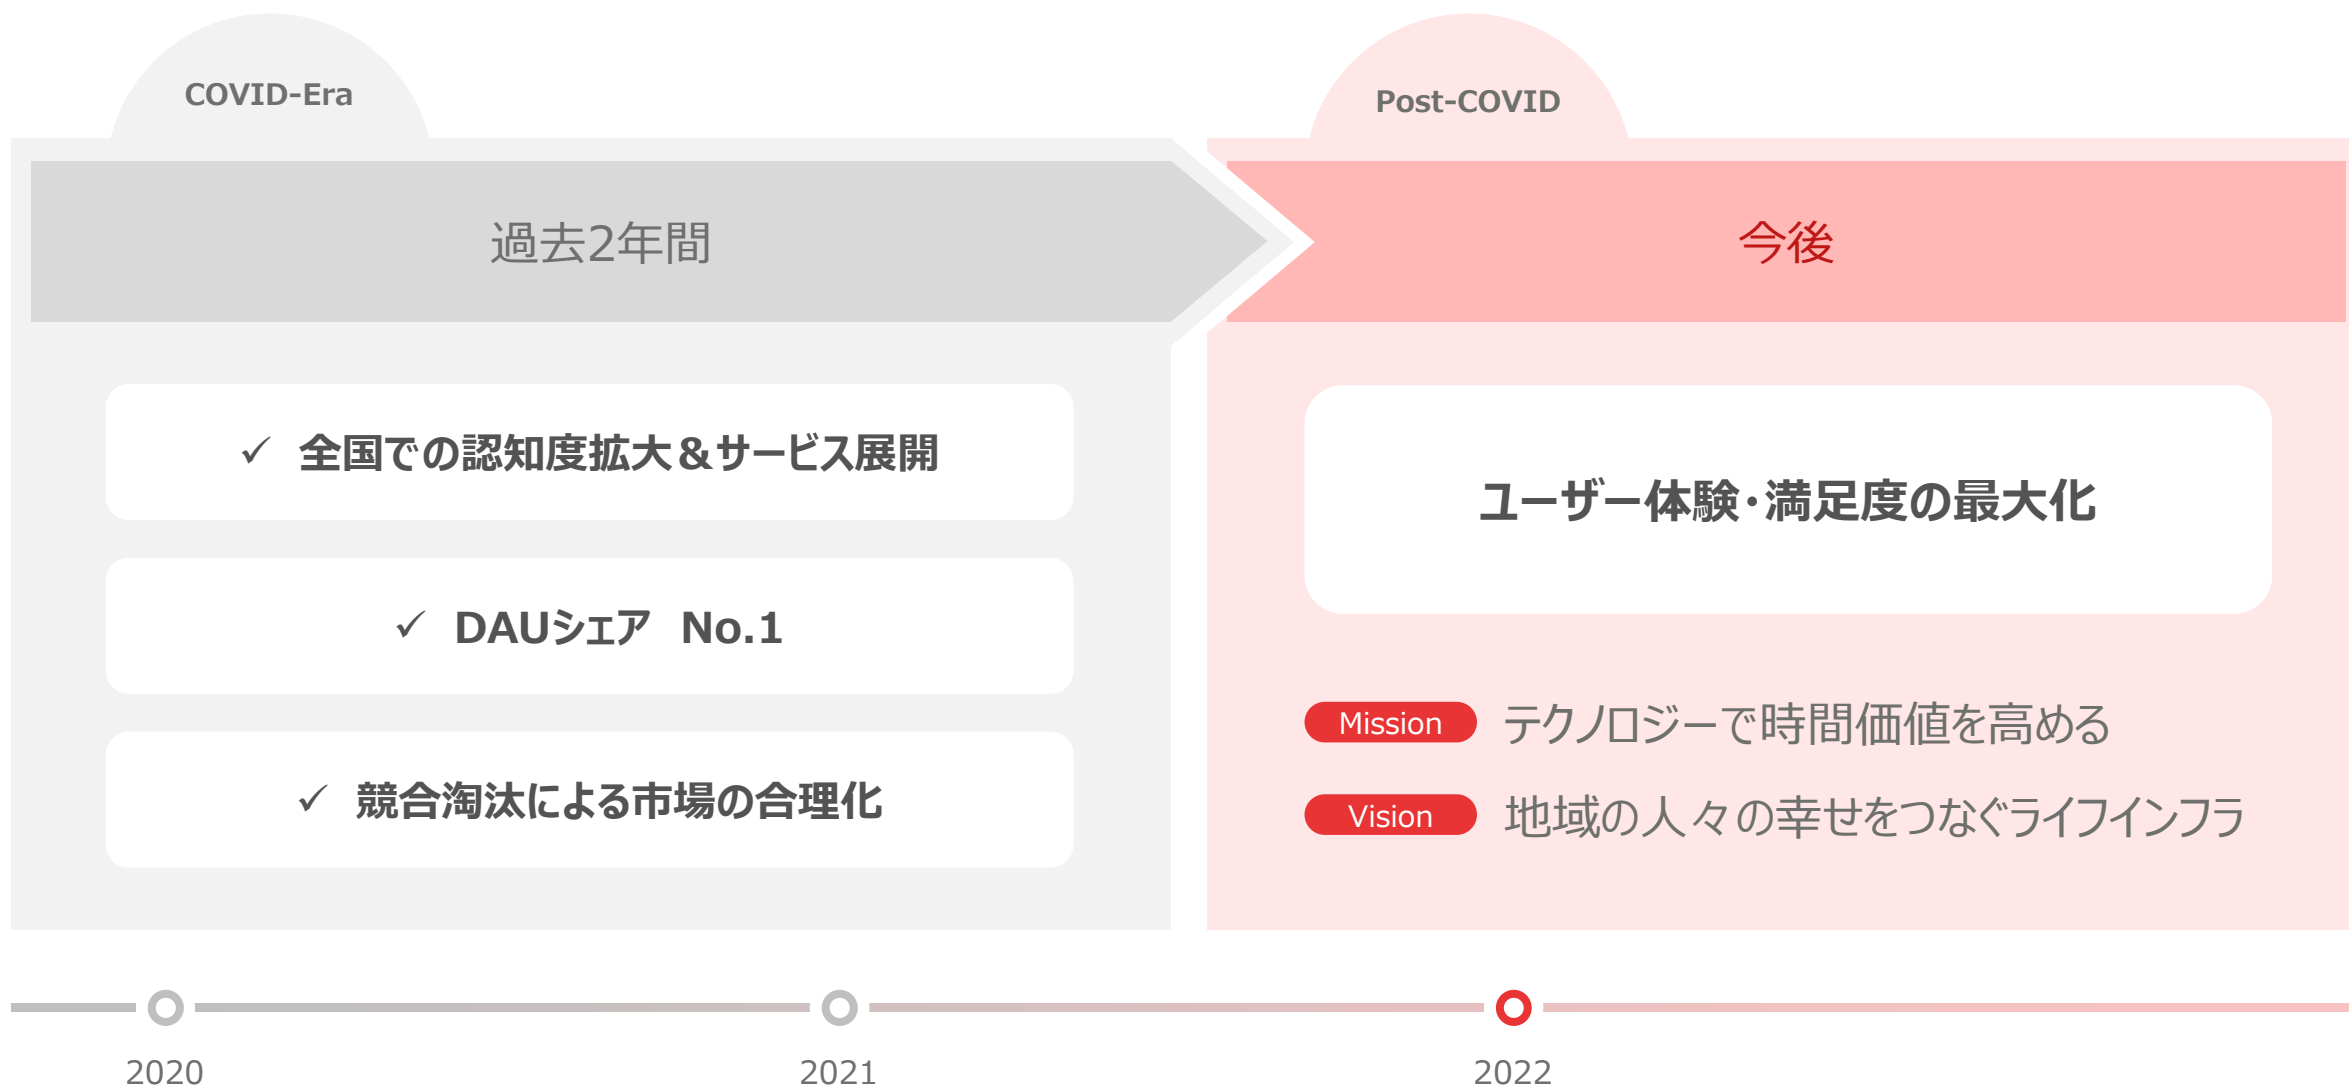 COVID-Era
過去2年間
✓ 全国での認知度拡大＆サービス展開
✓ DAUシェア　No.1
✓ 競合淘汰による市場の合理化
Post-COVID
今後
ユーザー体験・満足度の最大化
Mission テクノロジーで時間価値を高める
Vision 地域の人々の幸せをつなぐライフインフラ
2020 2021 2022